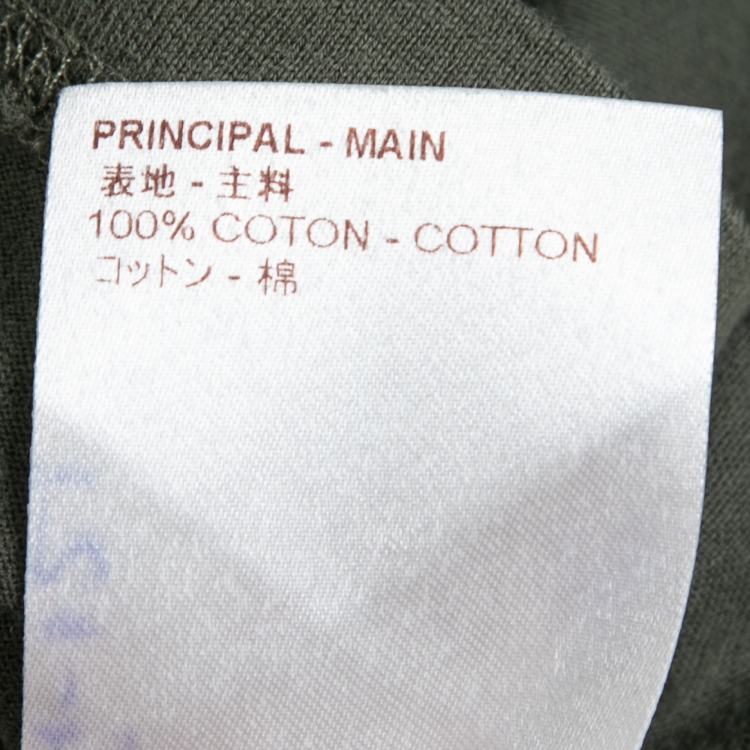 PRINCIPAL - MAIN
表地 - 主料
100% COTON - COTTON
コットン - 棉